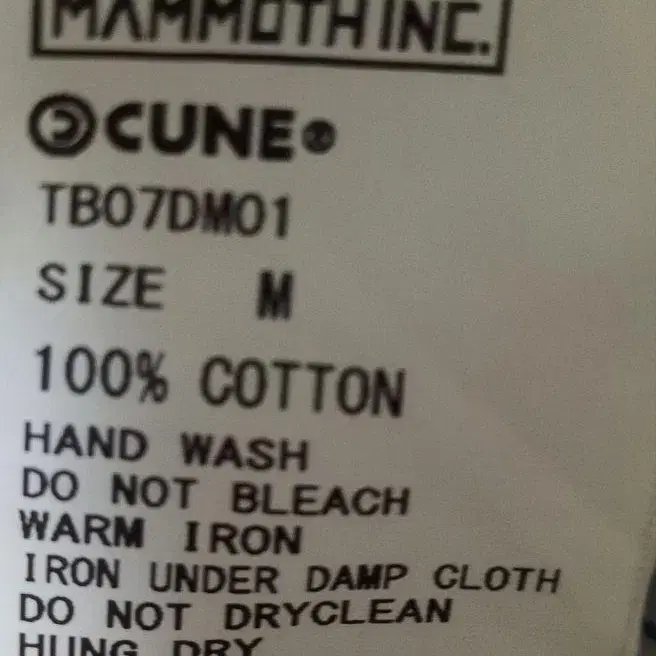 MAMMOTH INC.
CUNE®
TB07DM01
SIZE M
100% COTTON
HAND WASH
DO NOT BLEACH
WARM IRON
IRON UNDER DAMP CLOTH
DO NOT DRYCLEAN
HUNG DRY